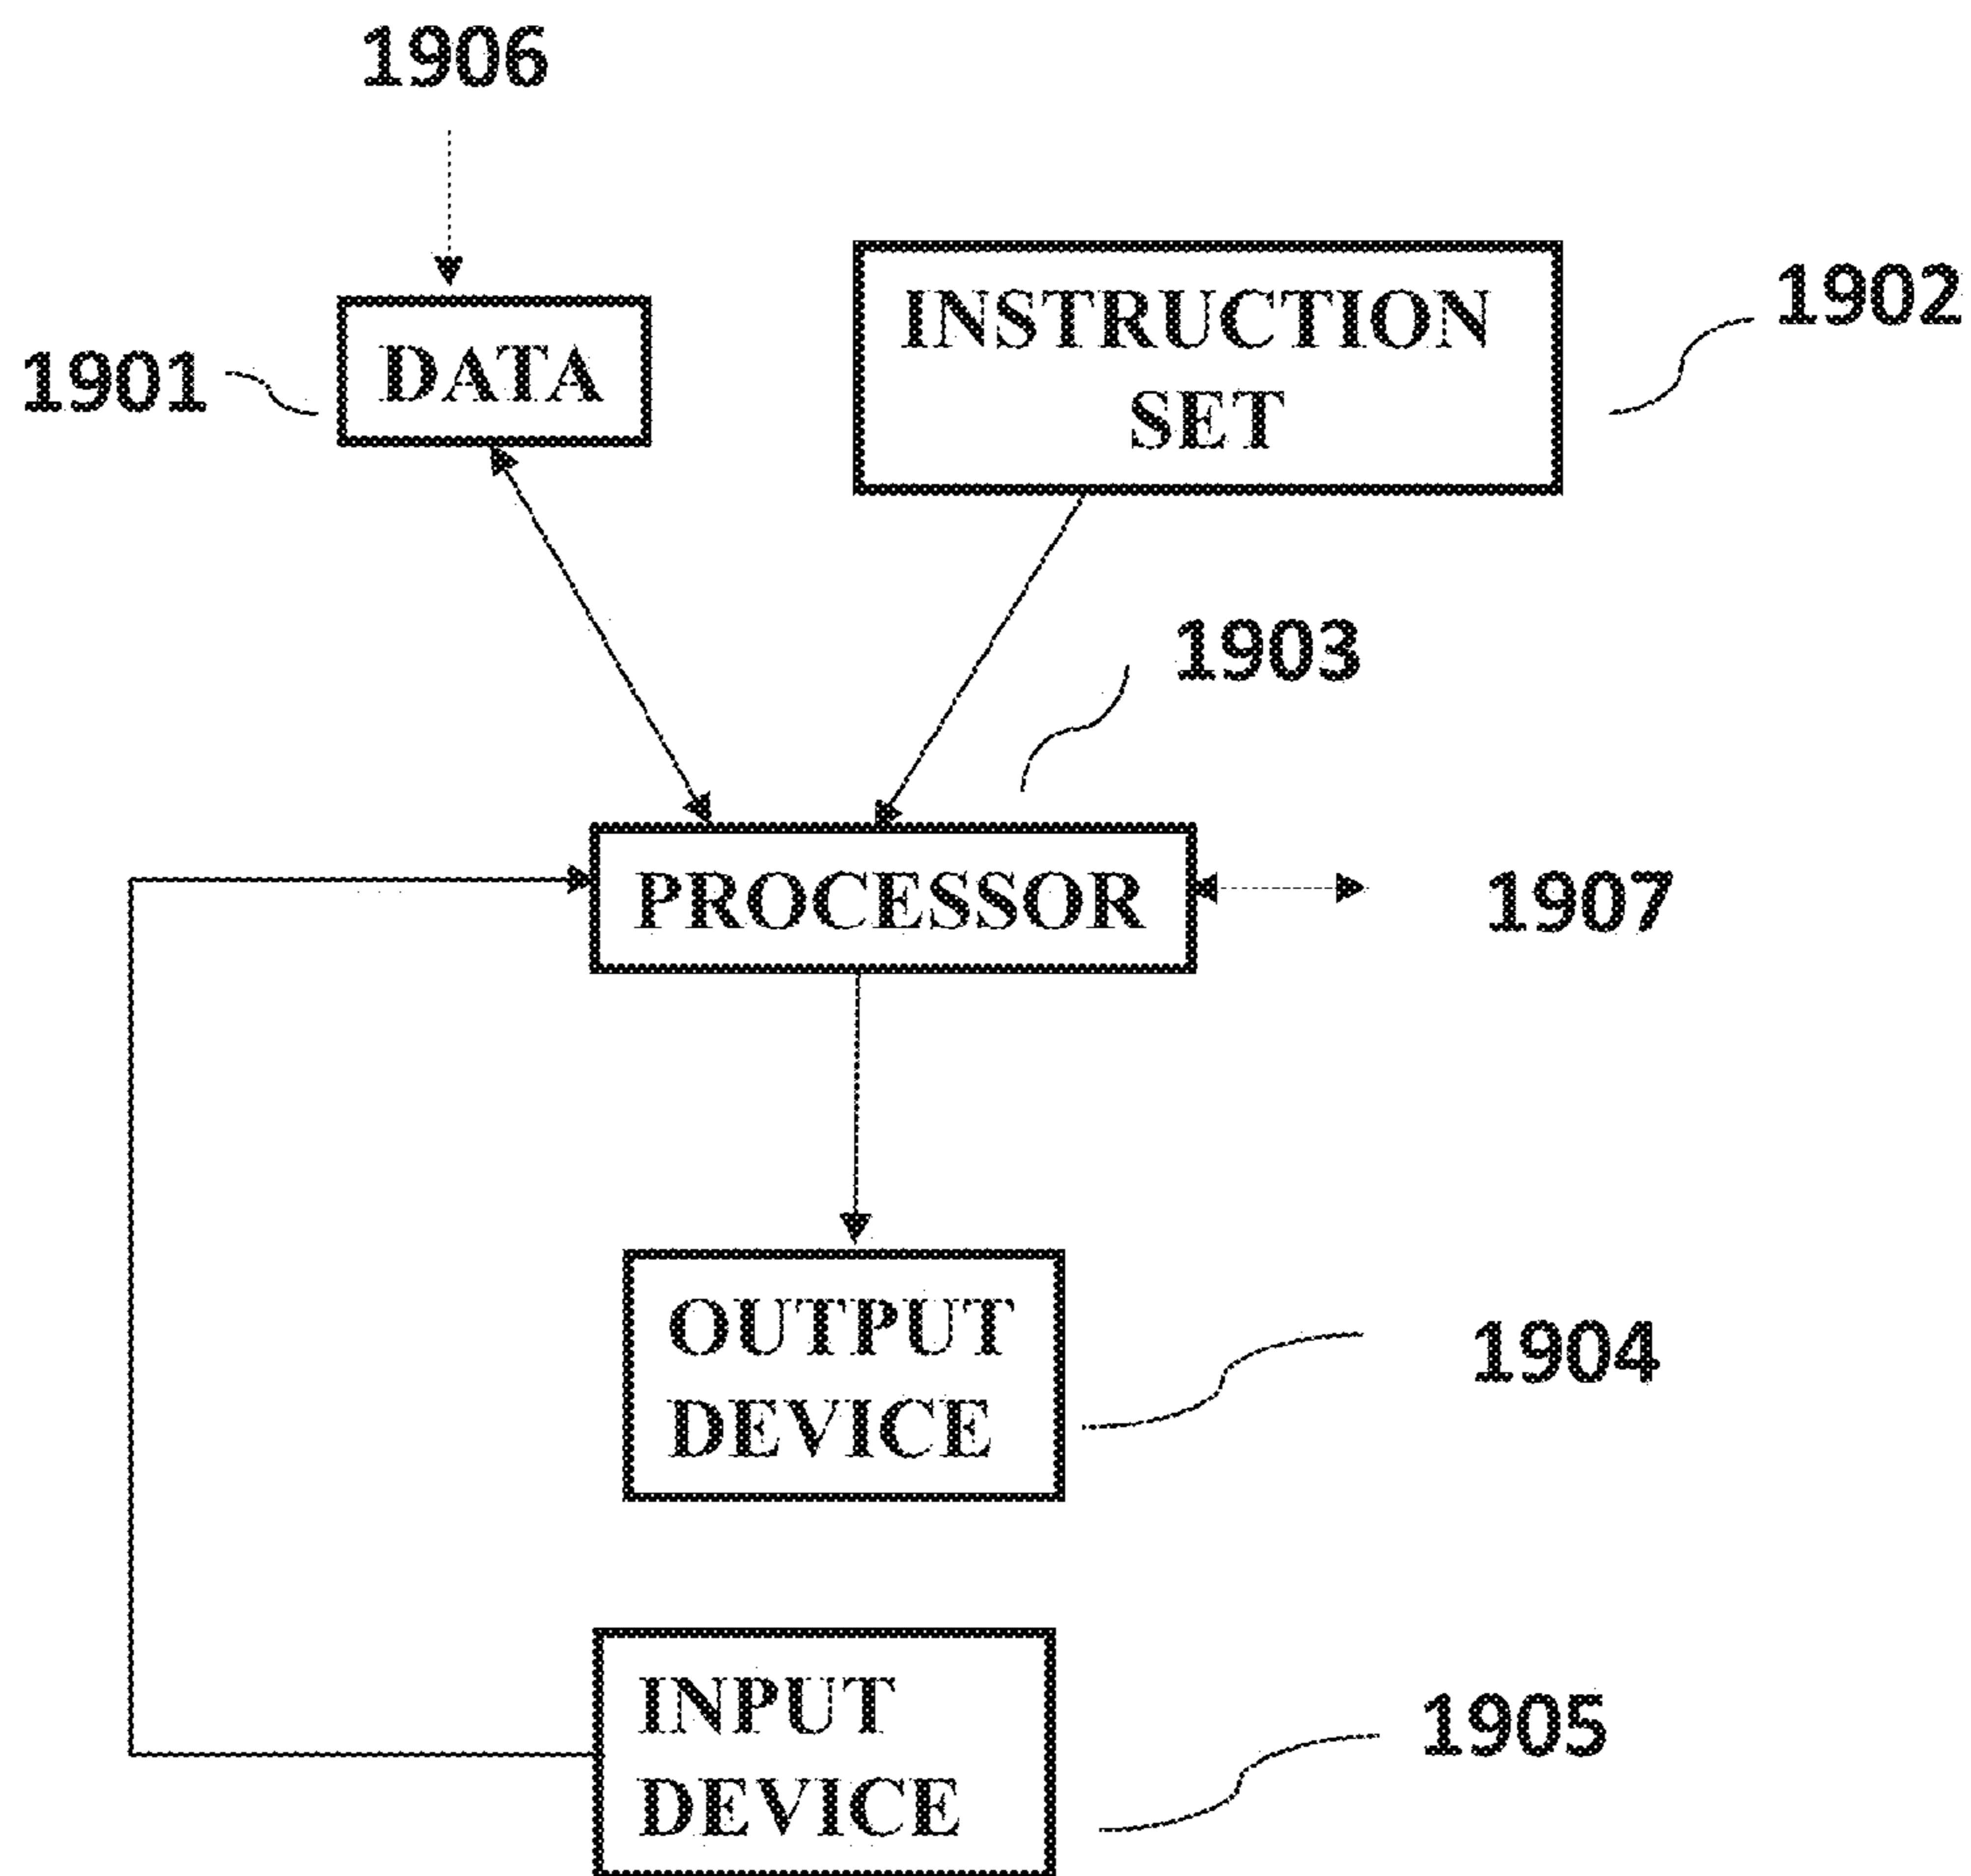 1906
INSTRUCTION
SET
1902
1901
DATA
1903
PROCESSOR
1907
OUTPUT
DEVICE
1904
INPUT
DEVICE
1905